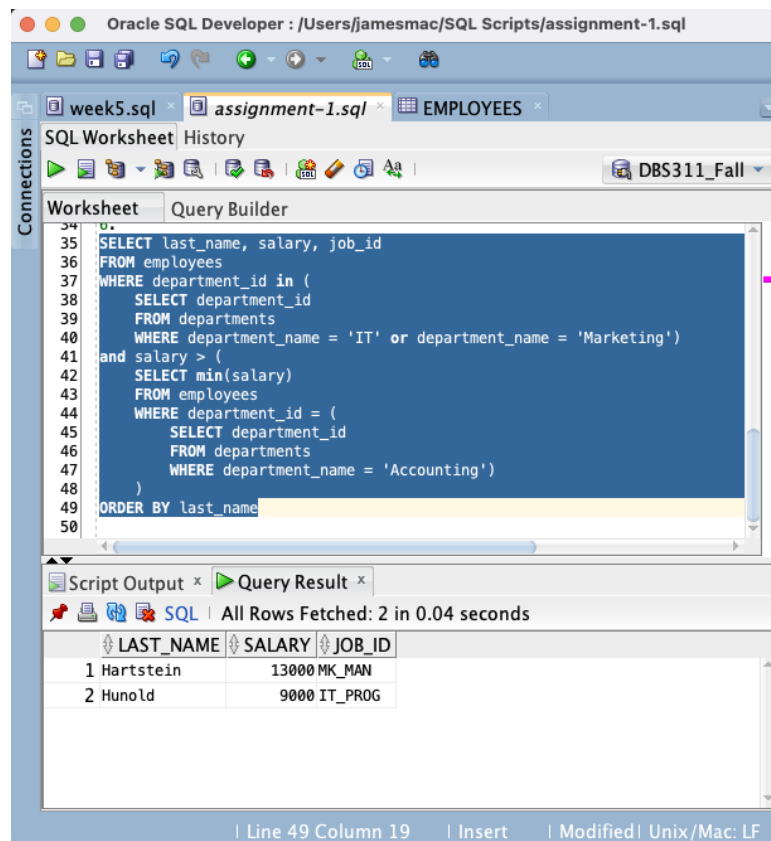 Oracle SQL Developer : /Users/jamesmac/SQL Scripts/assignment-1.sql
SQL
Connections
week5.sql × assignment-1.sql × EMPLOYEES ×
SQL Worksheet History
Aa DBS311_Fall
Worksheet Query Builder
34 6.
35 SELECT last_name, salary, job_id
36 FROM employees
37 WHERE department_id in (
38 SELECT department_id
39 FROM departments
40 WHERE department_name = 'IT' or department_name = 'Marketing')
41 and salary > (
42 SELECT min(salary)
43 FROM employees
44 WHERE department_id = (
45 SELECT department_id
46 FROM departments
47 WHERE department_name = 'Accounting')
48 )
49 ORDER BY last_name
50
Script Output × Query Result ×
SQL | All Rows Fetched: 2 in 0.04 seconds
LAST_NAME SALARY JOB_ID
1 Hartstein 13000 MK_MAN
2 Hunold 9000 IT_PROG
| Line 49 Column 19 | Insert | Modified | Unix/Mac: LF